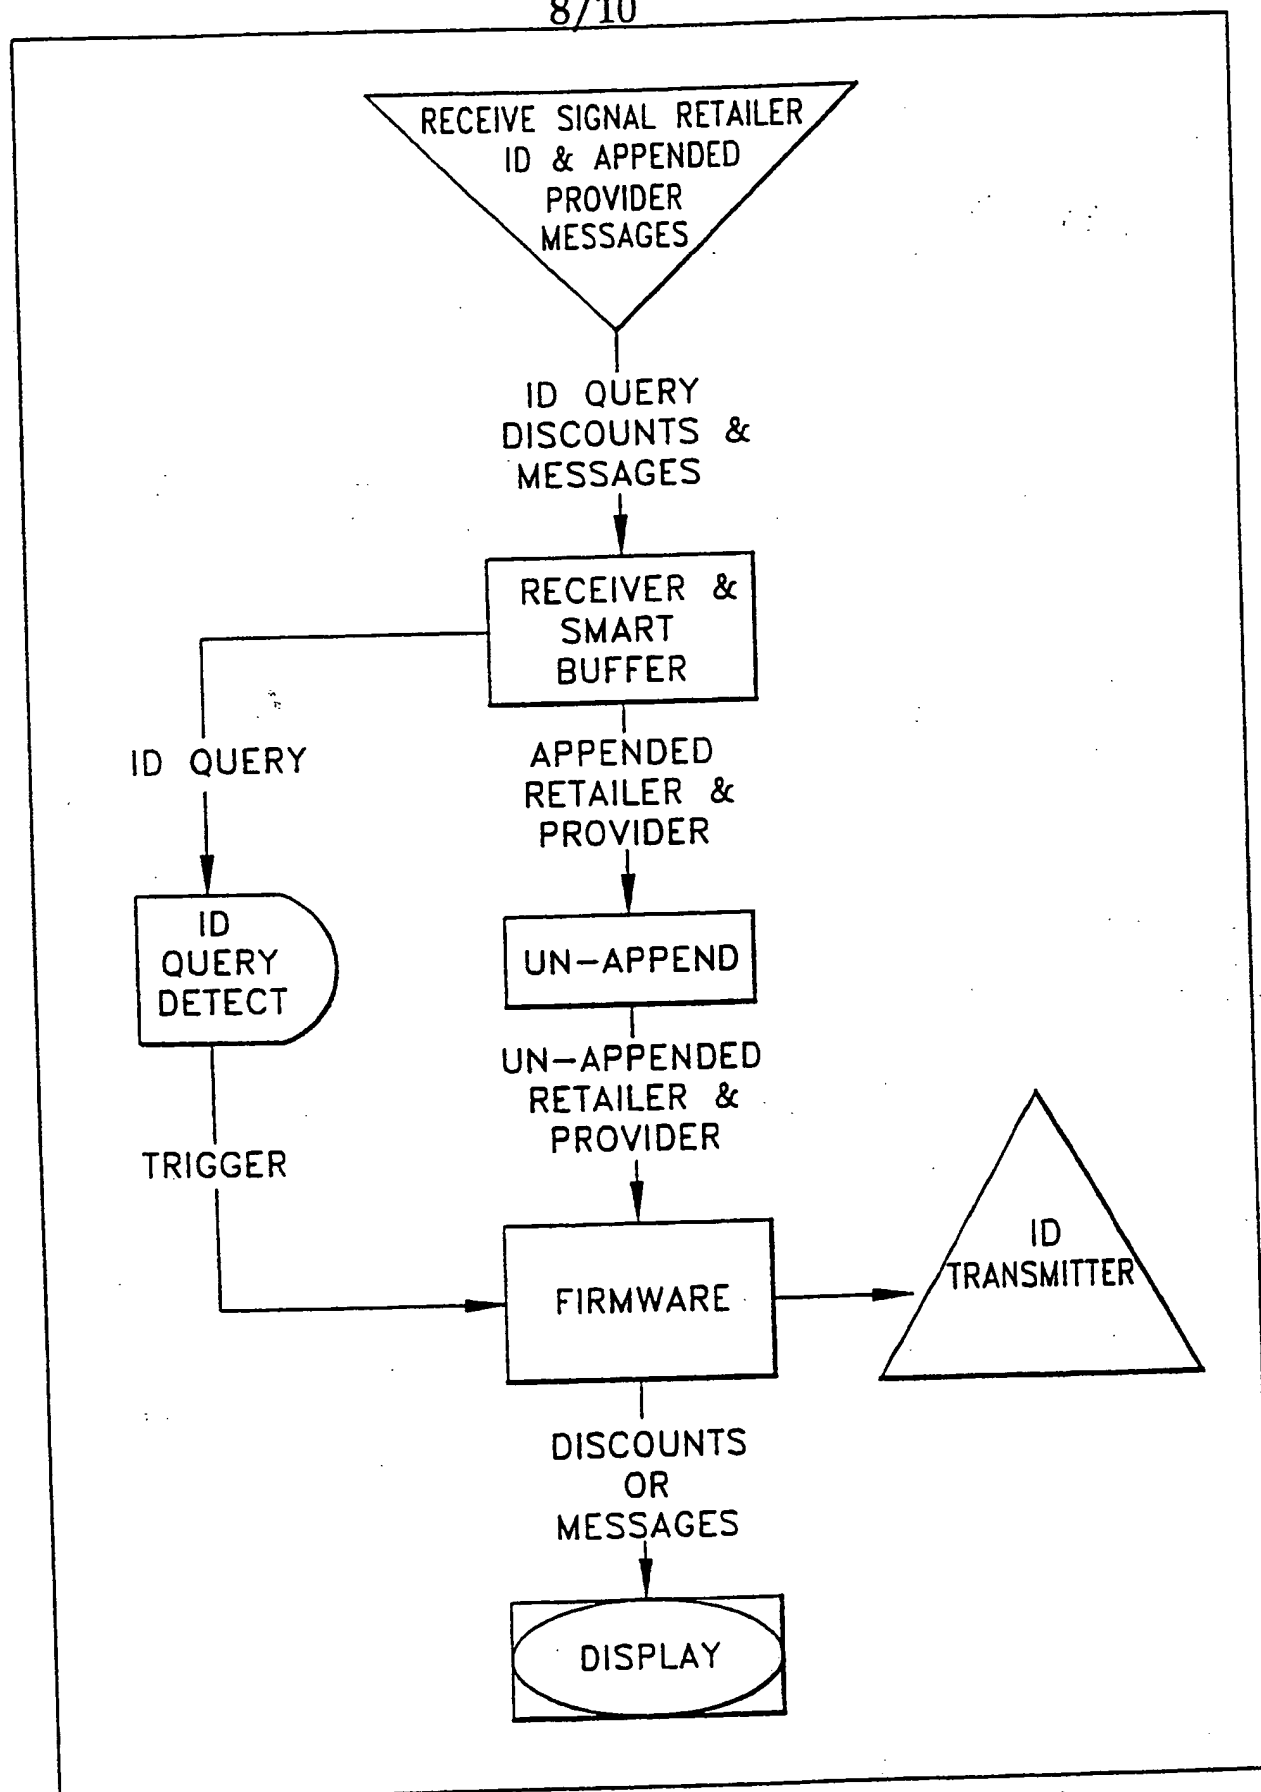 8/10
RECEIVE SIGNAL RETAILER
ID & APPENDED
PROVIDER
MESSAGES
ID QUERY
DISCOUNTS &
MESSAGES
RECEIVER &
SMART
BUFFER
ID QUERY
APPENDED
RETAILER &
PROVIDER
ID
QUERY
DETECT
UN-APPEND
UN-APPENDED
RETAILER &
PROVIDER
TRIGGER
FIRMWARE
ID
TRANSMITTER
DISCOUNTS
OR
MESSAGES
DISPLAY